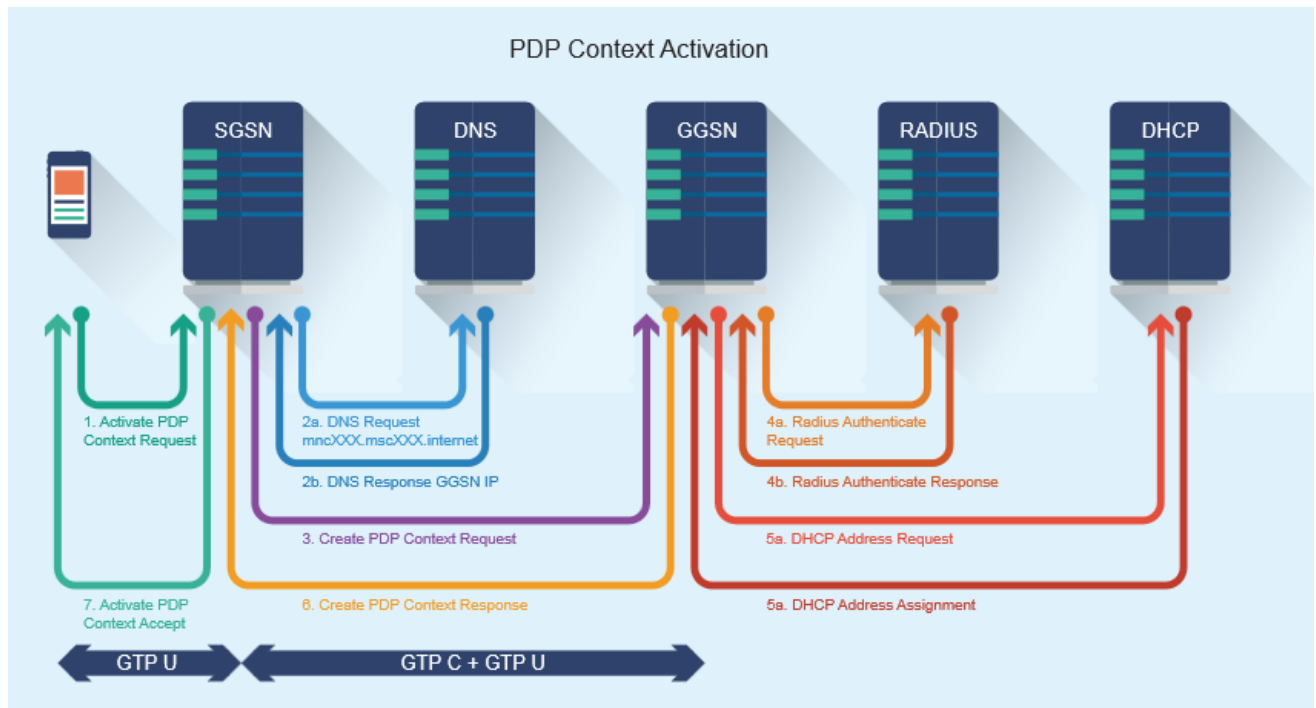 PDP Context Activation
SGSN
DNS
GGSN
RADIUS
DHCP
1. Activate PDP
Context Request
2a. DNS Request
mncXXX.mscXXX.internet
4a. Radius Authenticate
Request
2b. DNS Response GGSN IP
4b. Radius Authenticate Response
3. Create PDP Context Request
5a. DHCP Address Request
7. Activate PDP
Context Accept
6. Create PDP Context Response
5a. DHCP Address Assignment
GTP U
GTP C + GTP U